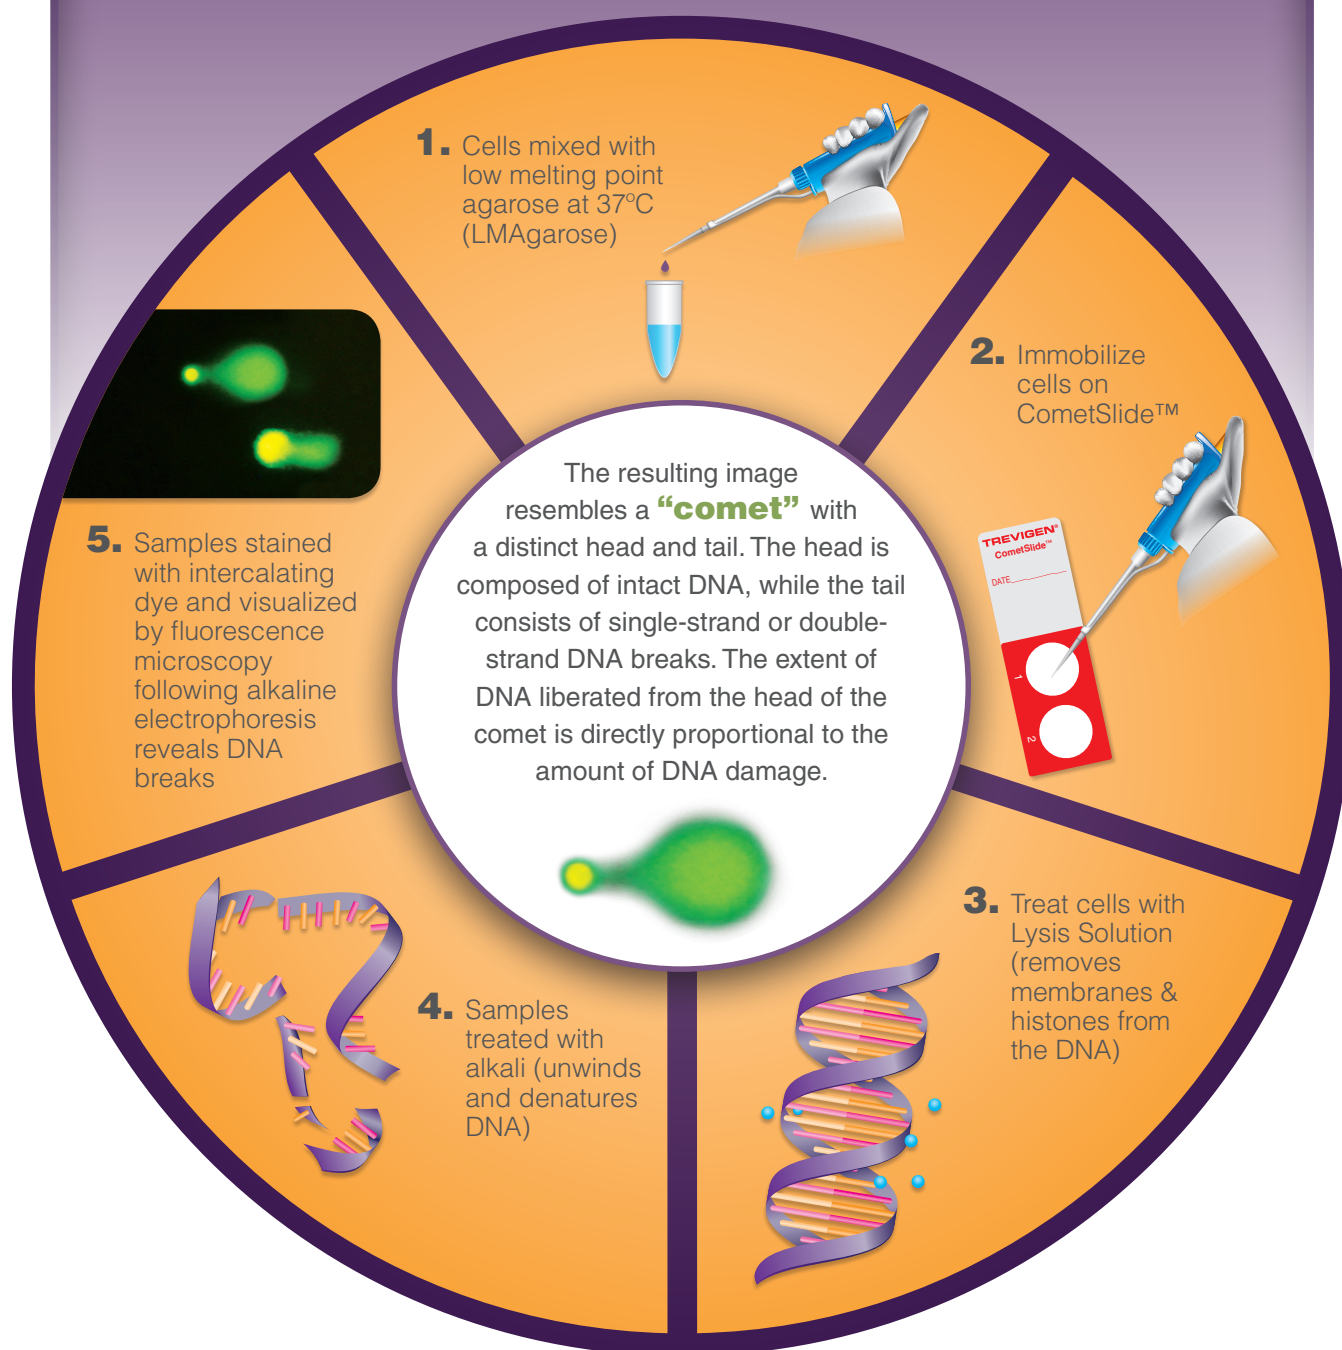 1. Cells mixed with
low melting point
agarose at 37°C
(LMAgarose)
2. Immobilize
cells on
CometSlide™
TREVIGEN®
CometSlide™
DATE
1
2
3. Treat cells with
Lysis Solution
(removes
membranes &
histones from
the DNA)
4. Samples
treated with
alkali (unwinds
and denatures
DNA)
5. Samples stained
with intercalating
dye and visualized
by fluorescence
microscopy
following alkaline
electrophoresis
reveals DNA
breaks
The resulting image
resembles a “comet” with
a distinct head and tail. The head is
composed of intact DNA, while the tail
consists of single-strand or double-
strand DNA breaks. The extent of
DNA liberated from the head of the
comet is directly proportional to the
amount of DNA damage.